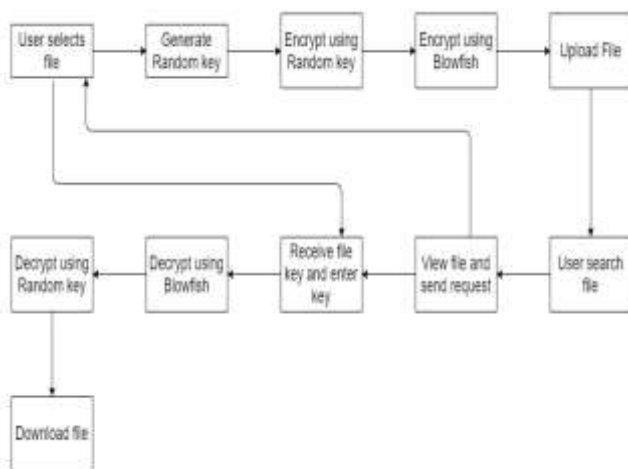 User selects
file
Generate
Random key
Encrypt using
Random key
Encrypt using
Blowfish
Upload File
Decrypt using
Random key
Decrypt using
Blowfish
Receive file
key and enter
key
View file and
send request
User search
file
Download file